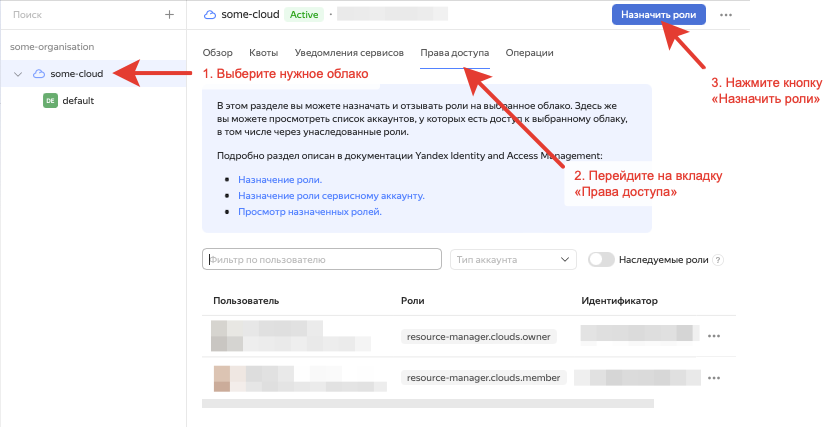 Поиск
some-organisation
some-cloud
DE default
some-cloud Active
Назначить роли
Обзор Квоты Уведомления сервисов Права доступа Операции
1. Выберите нужное облако
3. Нажмите кнопку
«Назначить роли»
В этом разделе вы можете назначать и отзывать роли на выбранное облако. Здесь же
вы можете просмотреть список аккаунтов, у которых есть доступ к выбранному облаку,
в том числе через унаследованные роли.
Подробно раздел описан в документации Yandex Identity and Access Management:
Назначение роли.
Назначение роли сервисному аккаунту.
Просмотр назначенных ролей.
2. Перейдите на вкладку
«Права доступа»
Фильтр по пользователю Тип аккаунта Наследуемые роли ?
Пользователь Роли Идентификатор
resource-manager.clouds.owner
resource-manager.clouds.member